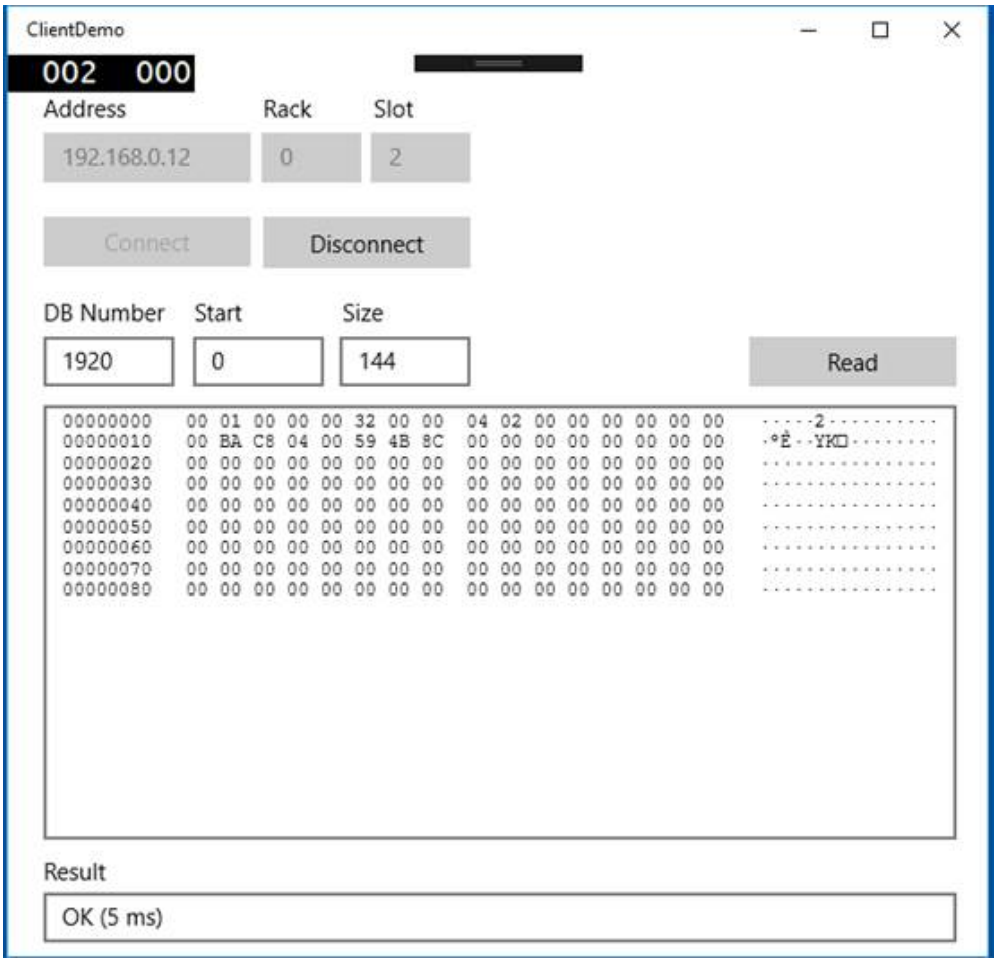 ClientDemo
002 000
Address Rack Slot
192.168.0.12 0 2
Connect Disconnect
DB Number Start Size
1920 0 144 Read
00000000 00 01 00 00 00 32 00 00 04 02 00 00 00 00 00 00 ·····2··········
00000010 00 BA C8 04 00 59 4B 8C 00 00 00 00 00 00 00 00 ·ºÈ··YK□········
00000020 00 00 00 00 00 00 00 00 00 00 00 00 00 00 00 00 ················
00000030 00 00 00 00 00 00 00 00 00 00 00 00 00 00 00 00 ················
00000040 00 00 00 00 00 00 00 00 00 00 00 00 00 00 00 00 ················
00000050 00 00 00 00 00 00 00 00 00 00 00 00 00 00 00 00 ················
00000060 00 00 00 00 00 00 00 00 00 00 00 00 00 00 00 00 ················
00000070 00 00 00 00 00 00 00 00 00 00 00 00 00 00 00 00 ················
00000080 00 00 00 00 00 00 00 00 00 00 00 00 00 00 00 00 ················
Result
OK (5 ms)